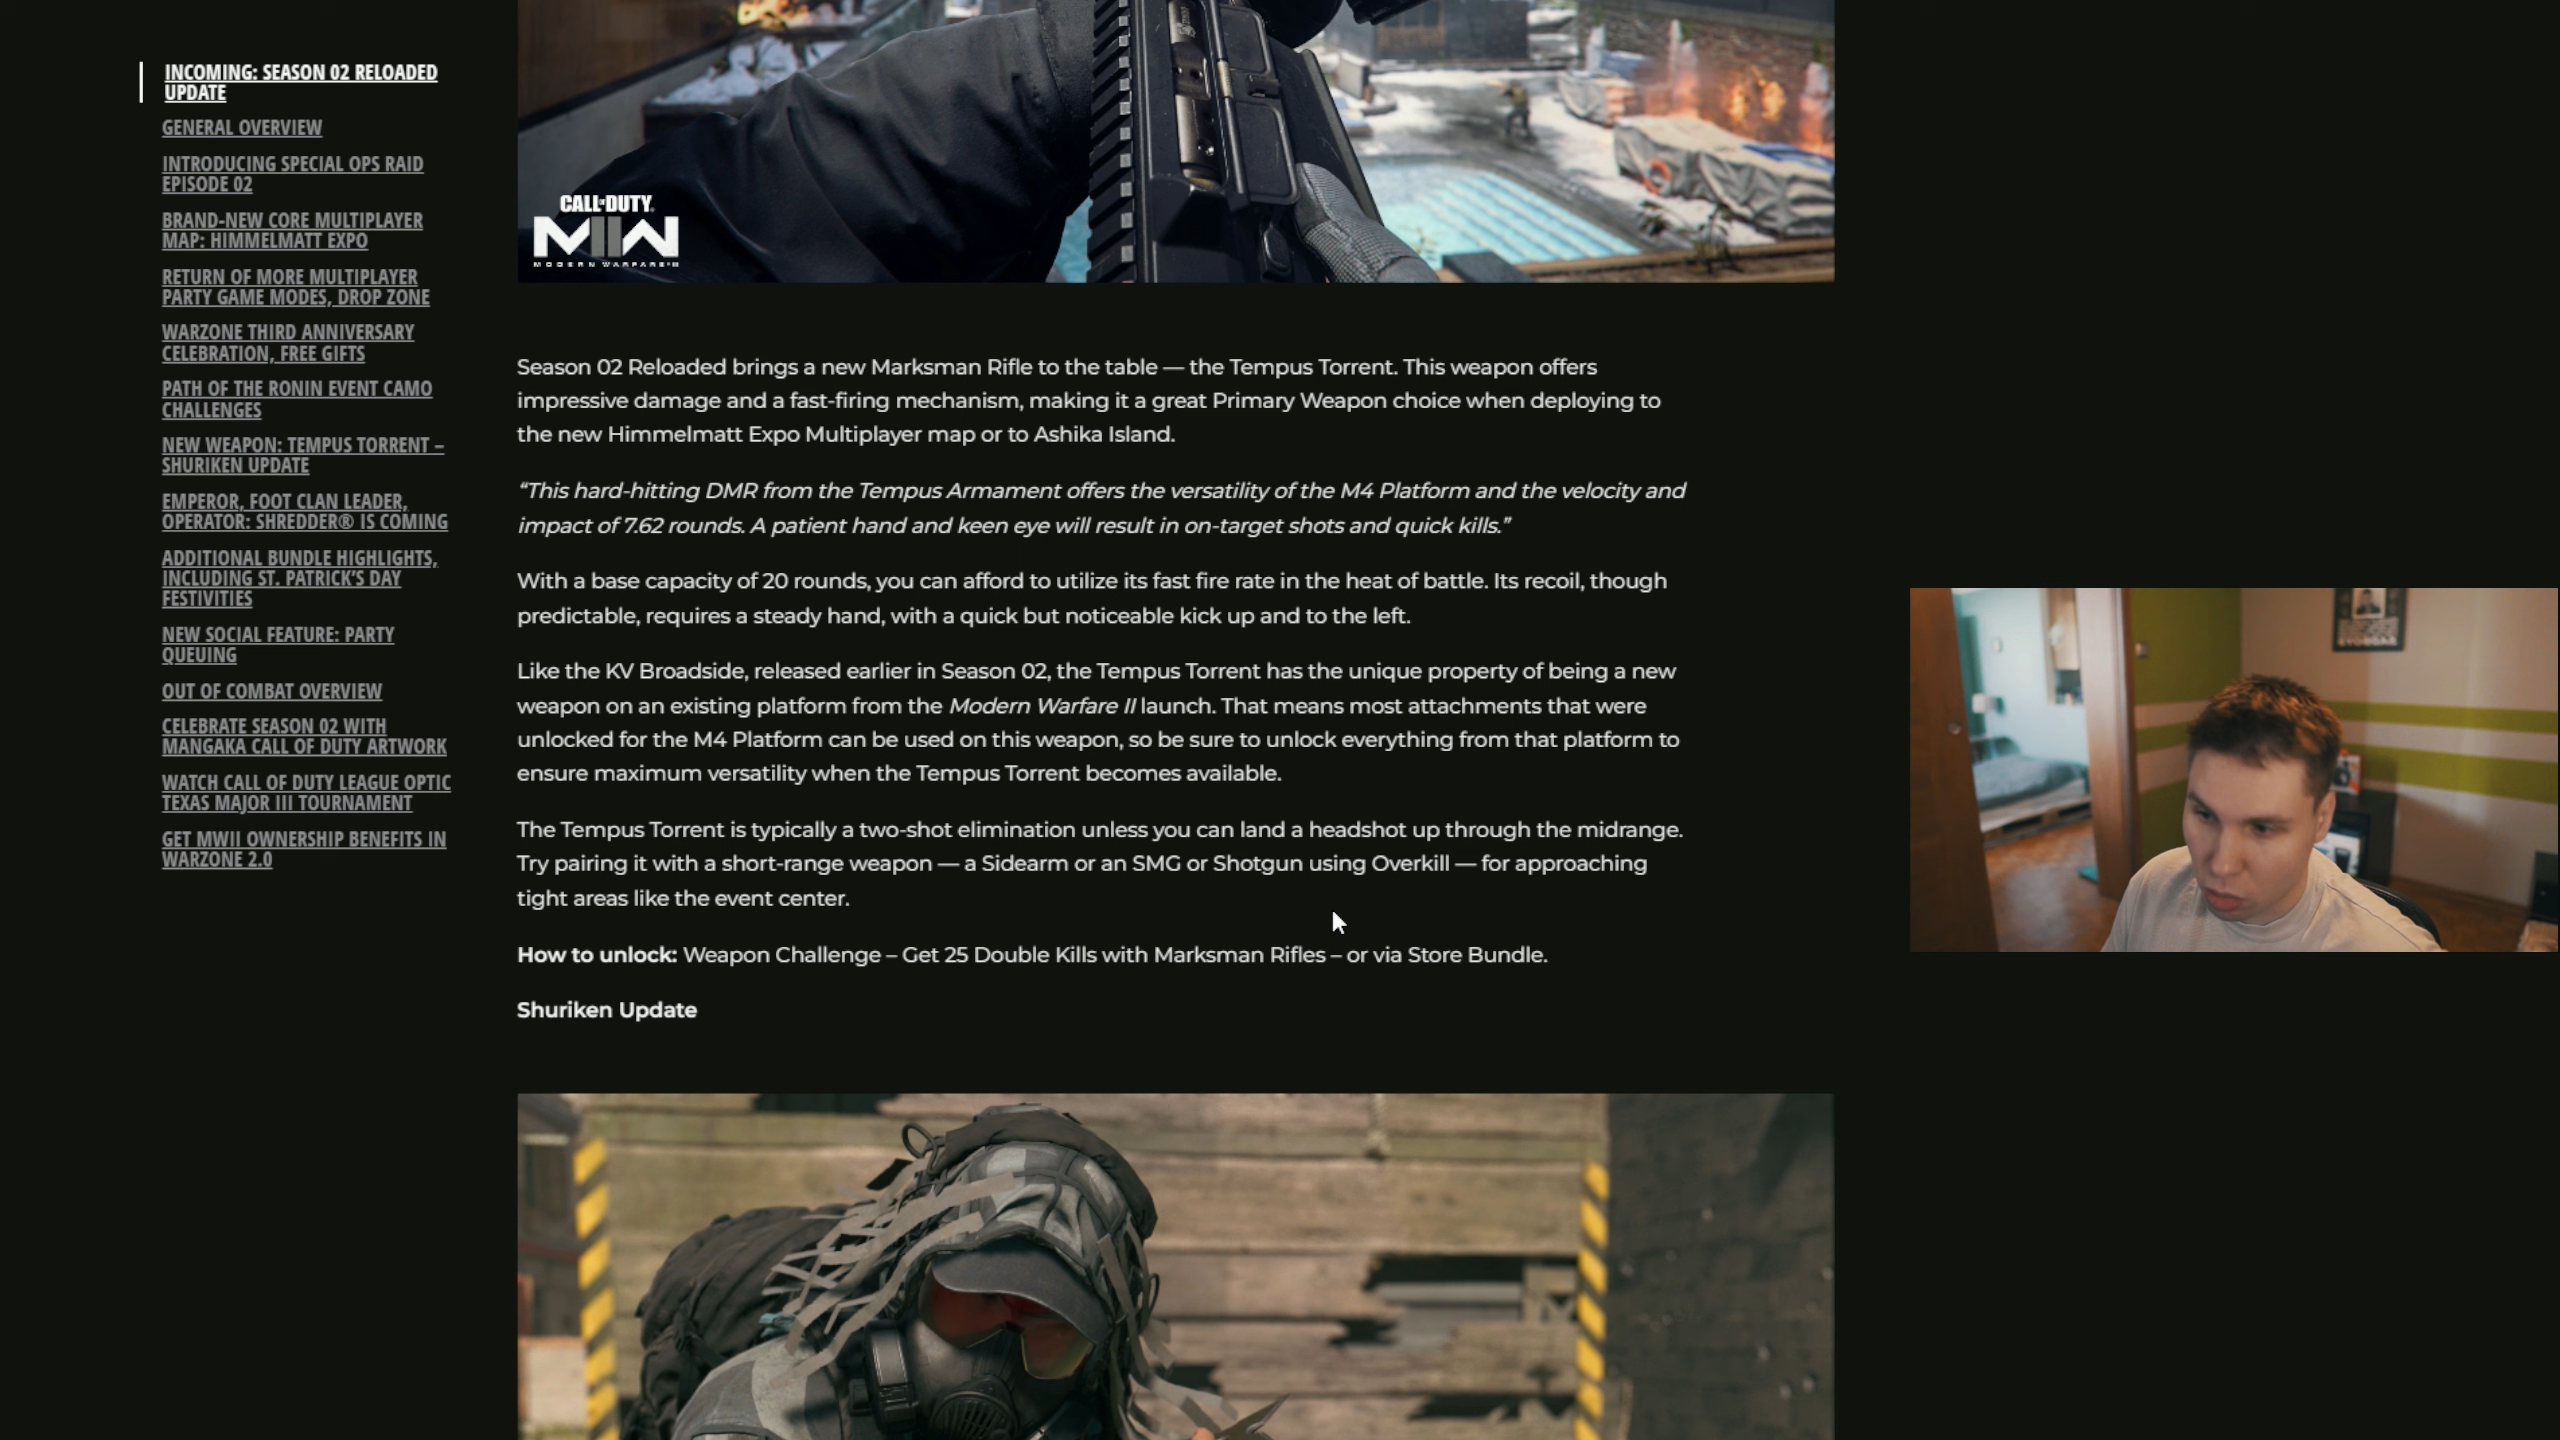 INCOMING: SEASON 02 RELOADED
UPDATE
GENERAL OVERVIEW
INTRODUCING SPECIAL OPS RAID
EPISODE 02
BRAND-NEW CORE MULTIPLAYER
MAP: HIMMELMATT EXPO
RETURN OF MORE MULTIPLAYER
PARTY GAME MODES, DROP ZONE
WARZONE THIRD ANNIVERSARY
CELEBRATION, FREE GIFTS
PATH OF THE RONIN EVENT CAMO
CHALLENGES
NEW WEAPON: TEMPUS TORRENT –
SHURIKEN UPDATE
EMPEROR, FOOT CLAN LEADER,
OPERATOR: SHREDDER® IS COMING
ADDITIONAL BUNDLE HIGHLIGHTS,
INCLUDING ST. PATRICK'S DAY
FESTIVITIES
NEW SOCIAL FEATURE: PARTY
QUEUING
OUT OF COMBAT OVERVIEW
CELEBRATE SEASON 02 WITH
MANGAKA CALL OF DUTY ARTWORK
WATCH CALL OF DUTY LEAGUE OPTIC
TEXAS MAJOR III TOURNAMENT
GET MWII OWNERSHIP BENEFITS IN
WARZONE 2.0
CALL OF DUTY
MWII
MODERN WARFARE II
Season 02 Reloaded brings a new Marksman Rifle to the table — the Tempus Torrent. This weapon offers
impressive damage and a fast-firing mechanism, making it a great Primary Weapon choice when deploying to
the new Himmelmatt Expo Multiplayer map or to Ashika Island.
“This hard-hitting DMR from the Tempus Armament offers the versatility of the M4 Platform and the velocity and
impact of 7.62 rounds. A patient hand and keen eye will result in on-target shots and quick kills.”
With a base capacity of 20 rounds, you can afford to utilize its fast fire rate in the heat of battle. Its recoil, though
predictable, requires a steady hand, with a quick but noticeable kick up and to the left.
Like the KV Broadside, released earlier in Season 02, the Tempus Torrent has the unique property of being a new
weapon on an existing platform from the Modern Warfare II launch. That means most attachments that were
unlocked for the M4 Platform can be used on this weapon, so be sure to unlock everything from that platform to
ensure maximum versatility when the Tempus Torrent becomes available.
The Tempus Torrent is typically a two-shot elimination unless you can land a headshot up through the midrange.
Try pairing it with a short-range weapon — a Sidearm or an SMG or Shotgun using Overkill — for approaching
tight areas like the event center.
How to unlock: Weapon Challenge – Get 25 Double Kills with Marksman Rifles – or via Store Bundle.
Shuriken Update